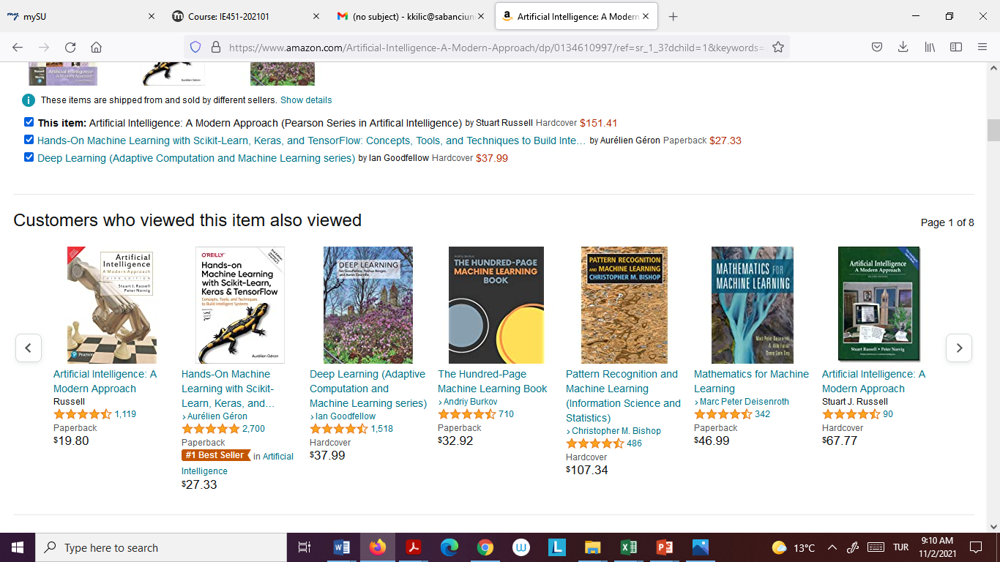 mySU
Course: IE451-202101
(no subject) - kkilic@sabanciuni
Artificial Intelligence: A Modern
https://www.amazon.com/Artificial-Intelligence-A-Modern-Approach/dp/0134610997/ref=sr_1_3?dchild=1&keywords=
Aurélien Géron
These items are shipped from and sold by different sellers. Show details
This item: Artificial Intelligence: A Modern Approach (Pearson Series in Artifical Intelligence) by Stuart Russell Hardcover $151.41
Hands-On Machine Learning with Scikit-Learn, Keras, and TensorFlow: Concepts, Tools, and Techniques to Build Inte… by Aurélien Géron Paperback $27.33
Deep Learning (Adaptive Computation and Machine Learning series) by Ian Goodfellow Hardcover $37.99
Customers who viewed this item also viewed
Page 1 of 8
Artificial
Intelligence
A Modern Approach
THIRD EDITION
Stuart J. Russell
Peter Norvig
Pearson
Artificial Intelligence: A
Modern Approach
Russell
1,119
Paperback
$19.80
O'REILLY
Hands-on
Machine Learning
with Scikit-Learn,
Keras & TensorFlow
Concepts, Tools, and Techniques
to Build Intelligent Systems
Aurélien Géron
Hands-On Machine
Learning with Scikit-
Learn, Keras, and…
› Aurélien Géron
2,700
Paperback
#1 Best Seller in Artificial
Intelligence
$27.33
DEEP LEARNING
Ian Goodfellow, Yoshua Bengio,
and Aaron Courville
Deep Learning (Adaptive
Computation and
Machine Learning series)
› Ian Goodfellow
1,518
Hardcover
$37.99
Andriy Burkov
THE HUNDRED-PAGE
MACHINE LEARNING
BOOK
The Hundred-Page
Machine Learning Book
› Andriy Burkov
710
Paperback
$32.92
PATTERN RECOGNITION
AND MACHINE LEARNING
CHRISTOPHER M. BISHOP
Pattern Recognition and
Machine Learning
(Information Science and
Statistics)
› Christopher M. Bishop
486
Hardcover
$107.34
MATHEMATICS FOR
MACHINE LEARNING
Marc Peter Deisenroth
A. Aldo Faisal
Cheng Soon Ong
Mathematics for Machine
Learning
› Marc Peter Deisenroth
342
Paperback
$46.99
Artificial Intelligence
A Modern Approach
Stuart Russell • Peter Norvig
Artificial Intelligence: A
Modern Approach
Stuart J. Russell
90
Hardcover
$67.77
Type here to search
13°C
TUR
9:10 AM
11/2/2021